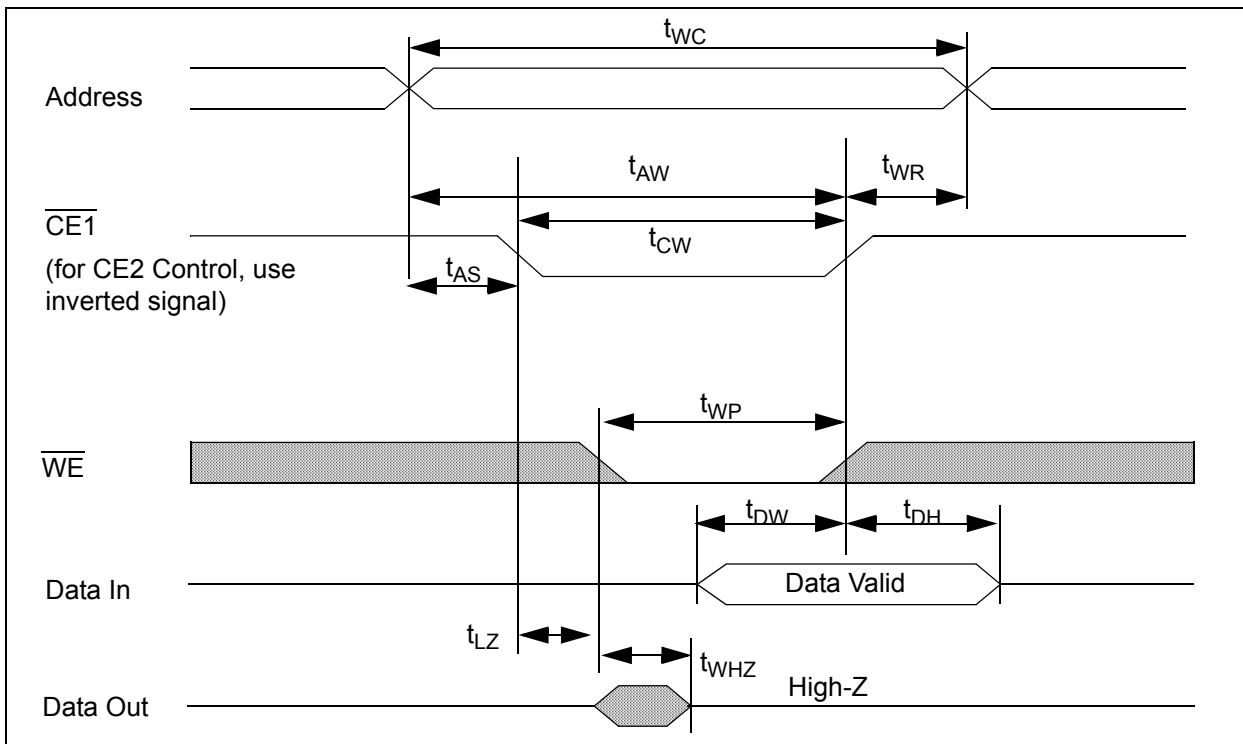 tWC
Address
tAW
tWR
CE1
tCW
(for CE2 Control, use
inverted signal)
tAS
tWP
WE
tDW
tDH
Data In
Data Valid
tLZ
tWHZ
High-Z
Data Out